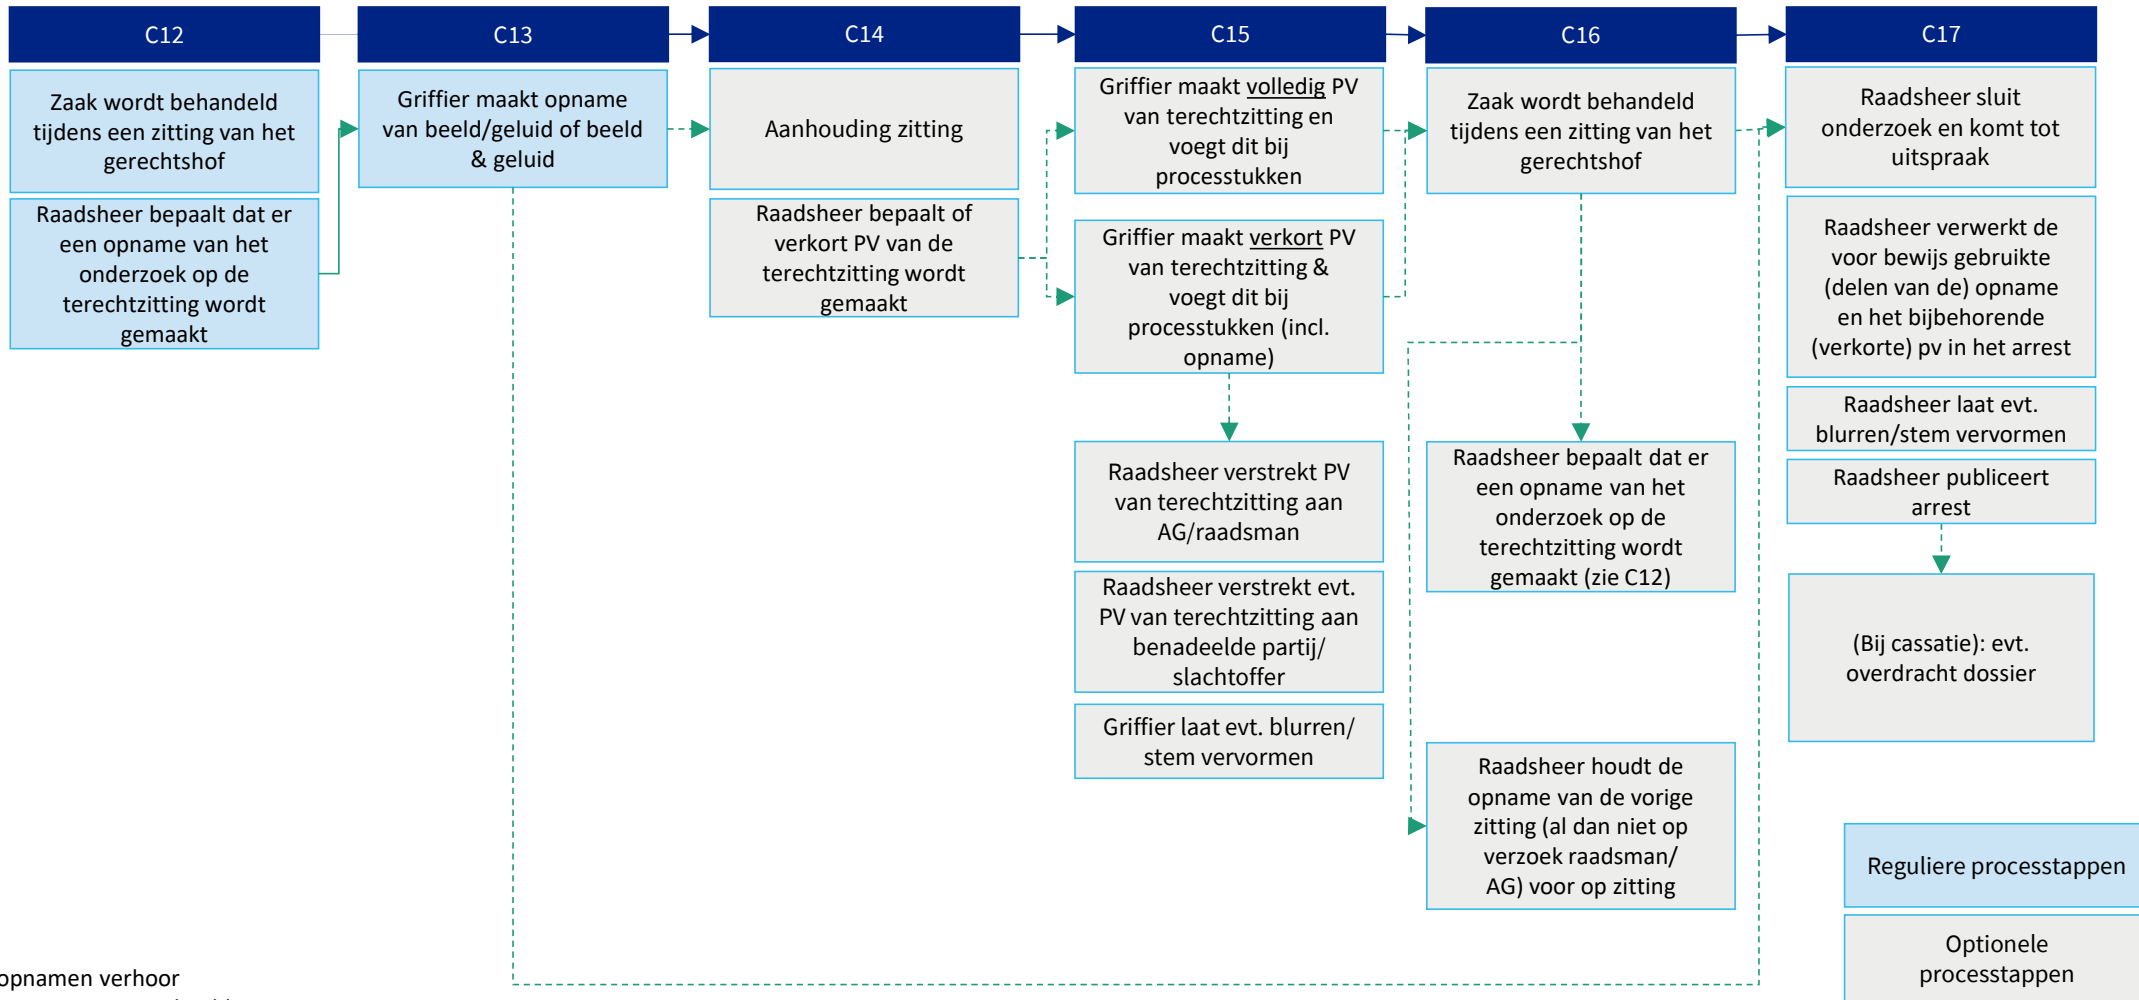 C12
C13
C14
C15
C16
C17
Zaak wordt behandeld
tijdens een zitting van het
gerechtshof
Raadsheer bepaalt dat er
een opname van het
onderzoek op de
terechtzitting wordt
gemaakt
Griffier maakt opname
van beeld/geluid of beeld
& geluid
Aanhouding zitting
Raadsheer bepaalt of
verkort PV van de
terechtzitting wordt
gemaakt
Griffier maakt volledig PV
van terechtzitting en
voegt dit bij
processtukken
Griffier maakt verkort PV
van terechtzitting &
voegt dit bij
processtukken (incl.
opname)
Raadsheer verstrekt PV
van terechtzitting aan
AG/raadsman
Raadsheer verstrekt evt.
PV van terechtzitting aan
benadeelde partij/
slachtoffer
Griffier laat evt. blurren/
stem vervormen
Zaak wordt behandeld
tijdens een zitting van het
gerechtshof
Raadsheer bepaalt dat er
een opname van het
onderzoek op de
terechtzitting wordt
gemaakt (zie C12)
Raadsheer houdt de
opname van de vorige
zitting (al dan niet op
verzoek raadsman/
AG) voor op zitting
Raadsheer sluit
onderzoek en komt tot
uitspraak
Raadsheer verwerkt de
voor bewijs gebruikte
(delen van de) opname
en het bijbehorende
(verkorte) pv in het arrest
Raadsheer laat evt.
blurren/stem vervormen
Raadsheer publiceert
arrest
(Bij cassatie): evt.
overdracht dossier
Reguliere processtappen
Optionele
processtappen
opnamen verhoor